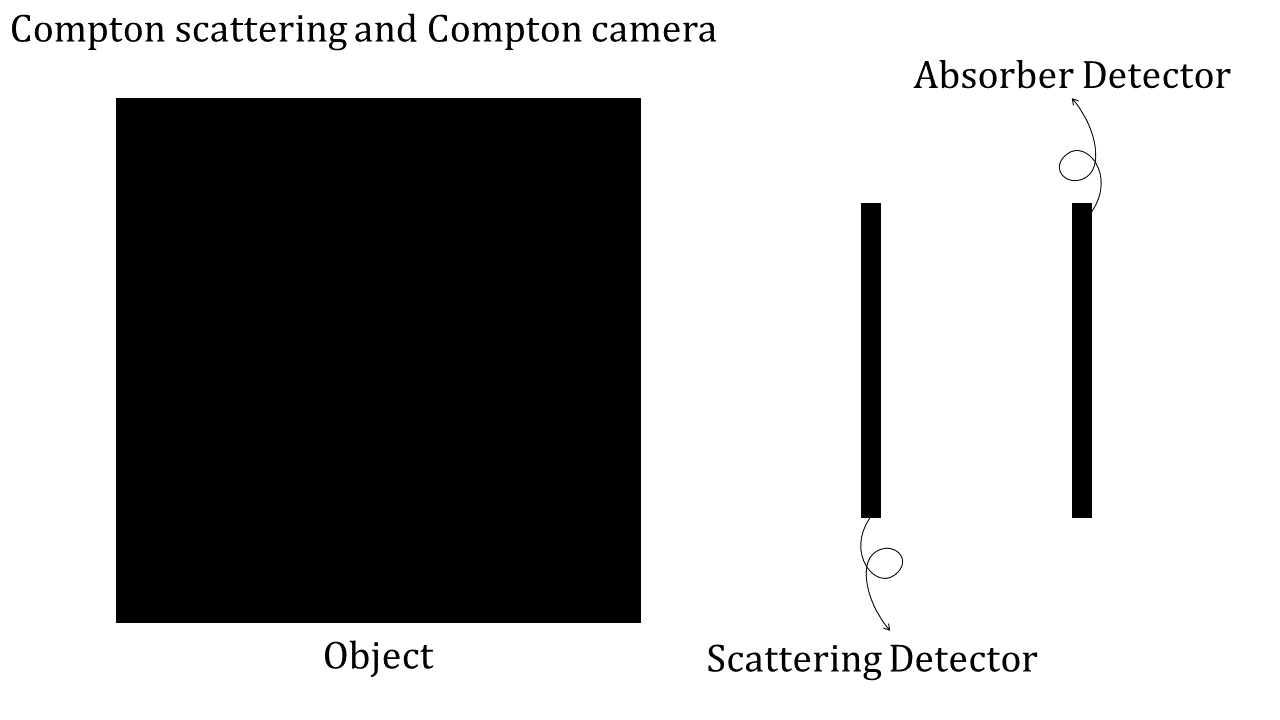 Compton scattering and Compton camera
Absorber Detector
Object
Scattering Detector